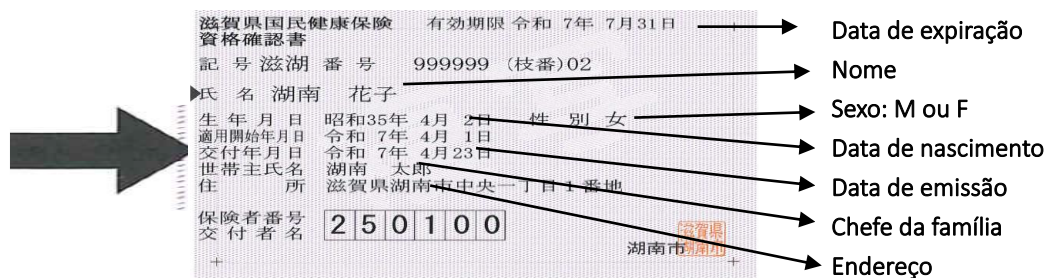 滋賀県国民健康保険 有効期限 令和 7年 7月31日
資格確認書
記 号 滋湖 番 号 999999 (枝番)02
氏 名 湖南 花子
生 年 月 日 昭和35年 4月 2日 性 別 女
適用開始年月日 令和 7年 4月 1日
交付年月日 令和 7年 4月23日
世帯主氏名 湖南 太郎
住 所 滋賀県湖南市中央一丁目1番地
保険者番号 250100
交付者名
湖南市
滋賀県
湖南市
Data de expiração
Nome
Sexo: M ou F
Data de nascimento
Data de emissão
Chefe da família
Endereço